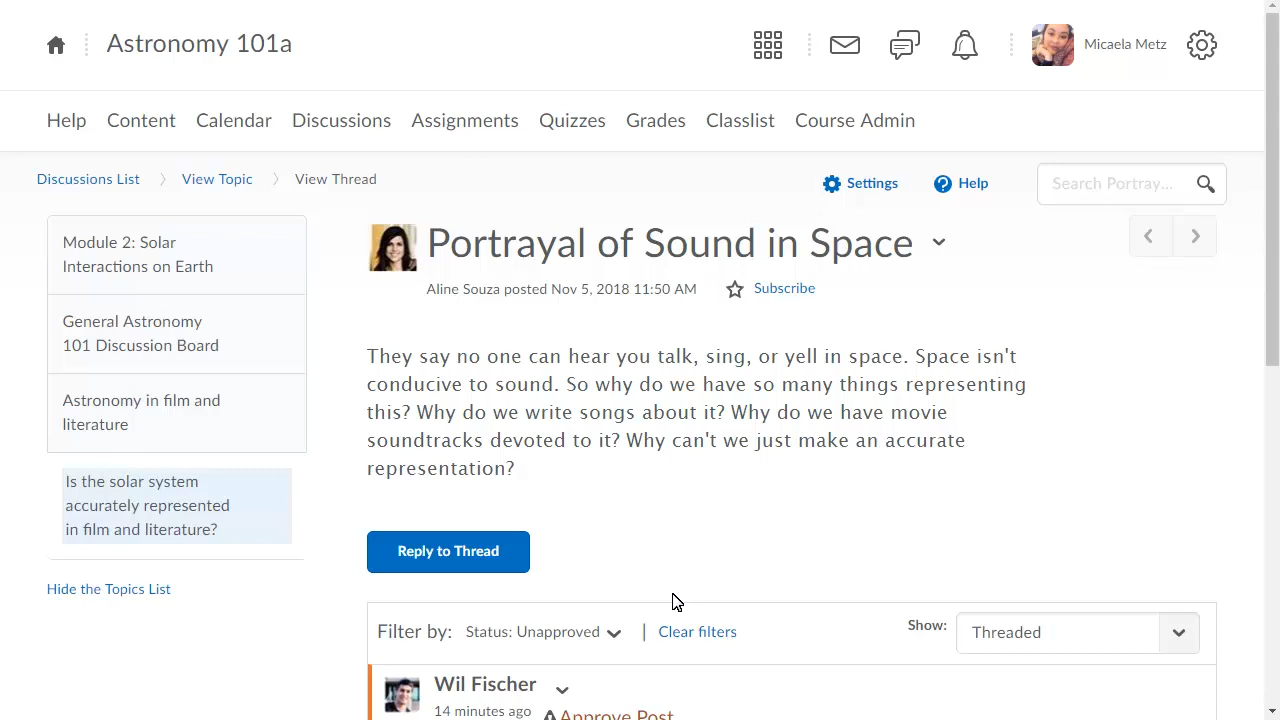 Astronomy 101a
Micaela Metz
Help Content Calendar Discussions Assignments Quizzes Grades Classlist Course Admin
Discussions List View Topic View Thread
Settings Help Search Portray...
Module 2: Solar
Interactions on Earth
General Astronomy
101 Discussion Board
Astronomy in film and
literature
Is the solar system
accurately represented
in film and literature?
Hide the Topics List
Portrayal of Sound in Space
Aline Souza posted Nov 5, 2018 11:50 AM Subscribe
They say no one can hear you talk, sing, or yell in space. Space isn't
conducive to sound. So why do we have so many things representing
this? Why do we write songs about it? Why do we have movie
soundtracks devoted to it? Why can't we just make an accurate
representation?
Reply to Thread
Filter by: Status: Unapproved | Clear filters
Show: Threaded
Wil Fischer
14 minutes ago Approve Post